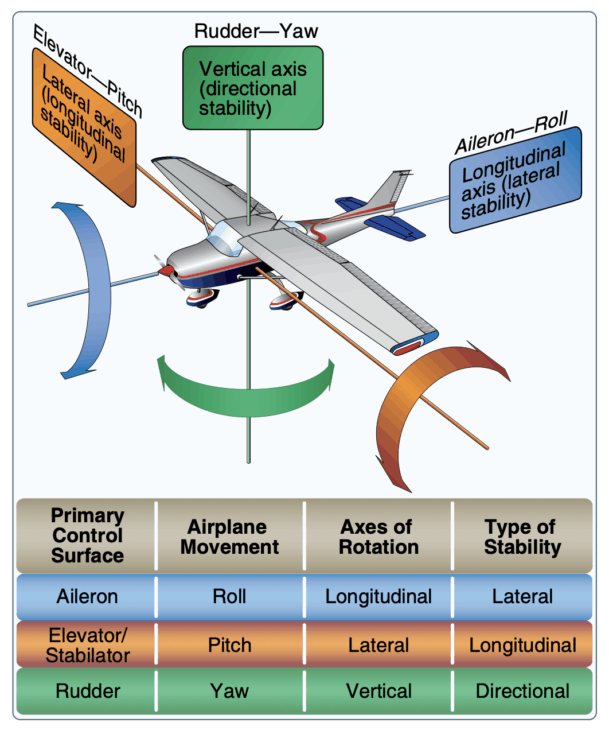 Rudder—Yaw
Elevator—Pitch
Vertical axis
(directional
stability)
Lateral axis
(longitudinal
stability)
Aileron—Roll
Longitudinal
axis (lateral
stability)
Primary
Control
Surface
Airplane
Movement
Axes of
Rotation
Type of
Stability
Aileron Roll Longitudinal Lateral
Elevator/
Stabilator Pitch Lateral Longitudinal
Rudder Yaw Vertical Directional